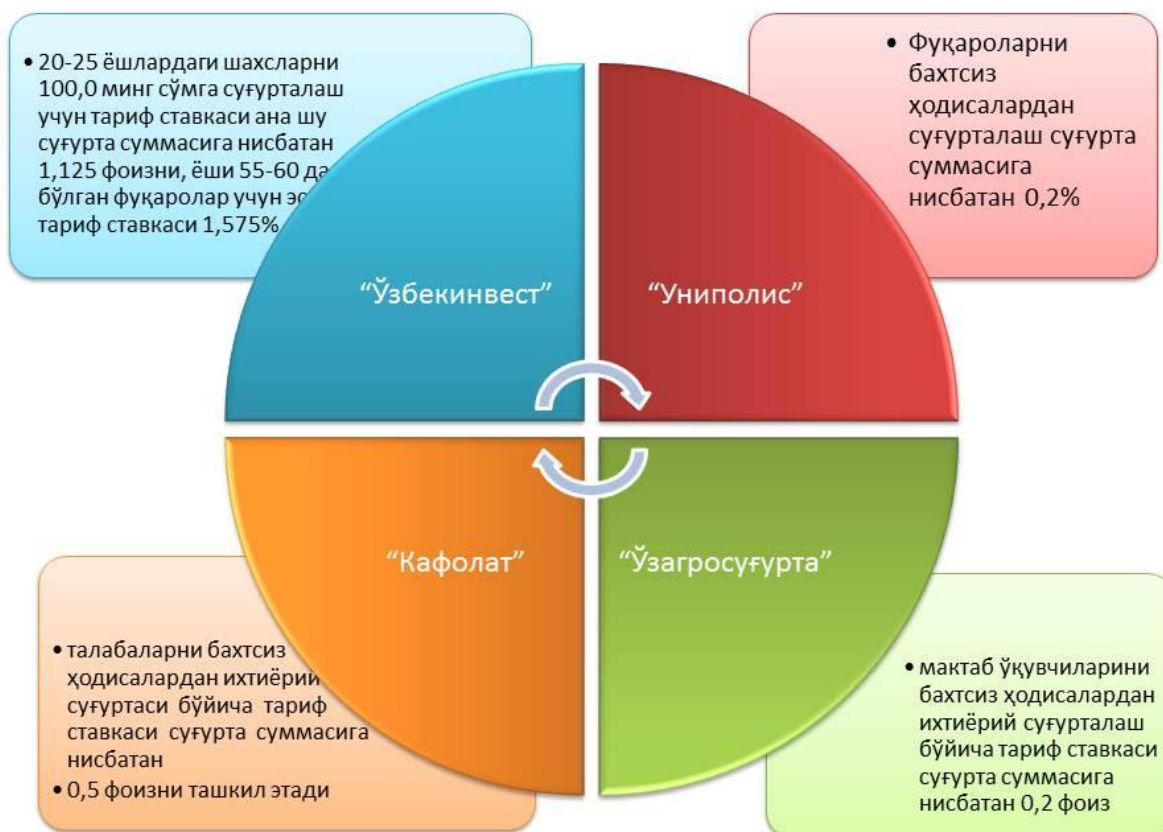 • 20-25 ёшлардаги шахсларни
100,0 минг сўмга суғурталаш
учун тариф ставкаси ана шу
суғурта суммасига нисбатан
1,125 фоизни, ёши 55-60 да
бўлган фуқаролар учун эс
тариф ставкаси 1,575%
• Фуқароларни
бахтсиз
ҳодисалардан
суғурталаш суғурта
суммасига
нисбатан 0,2%
“Ўзбекинвест”
“Униполис”
“Кафолат”
“Ўзагросуғурта”
• талабаларни бахтсиз
ҳодисалардан ихтиёрий
суғуртаси бўйича тариф
ставкаси суғурта суммасига
нисбатан
• 0,5 фоизни ташкил этади
• мактаб ўқувчиларини
бахтсиз ҳодисалардан
ихтиёрий суғурталаш
бўйича тариф ставкаси
суғурта суммасига
нисбатан 0,2 фоиз